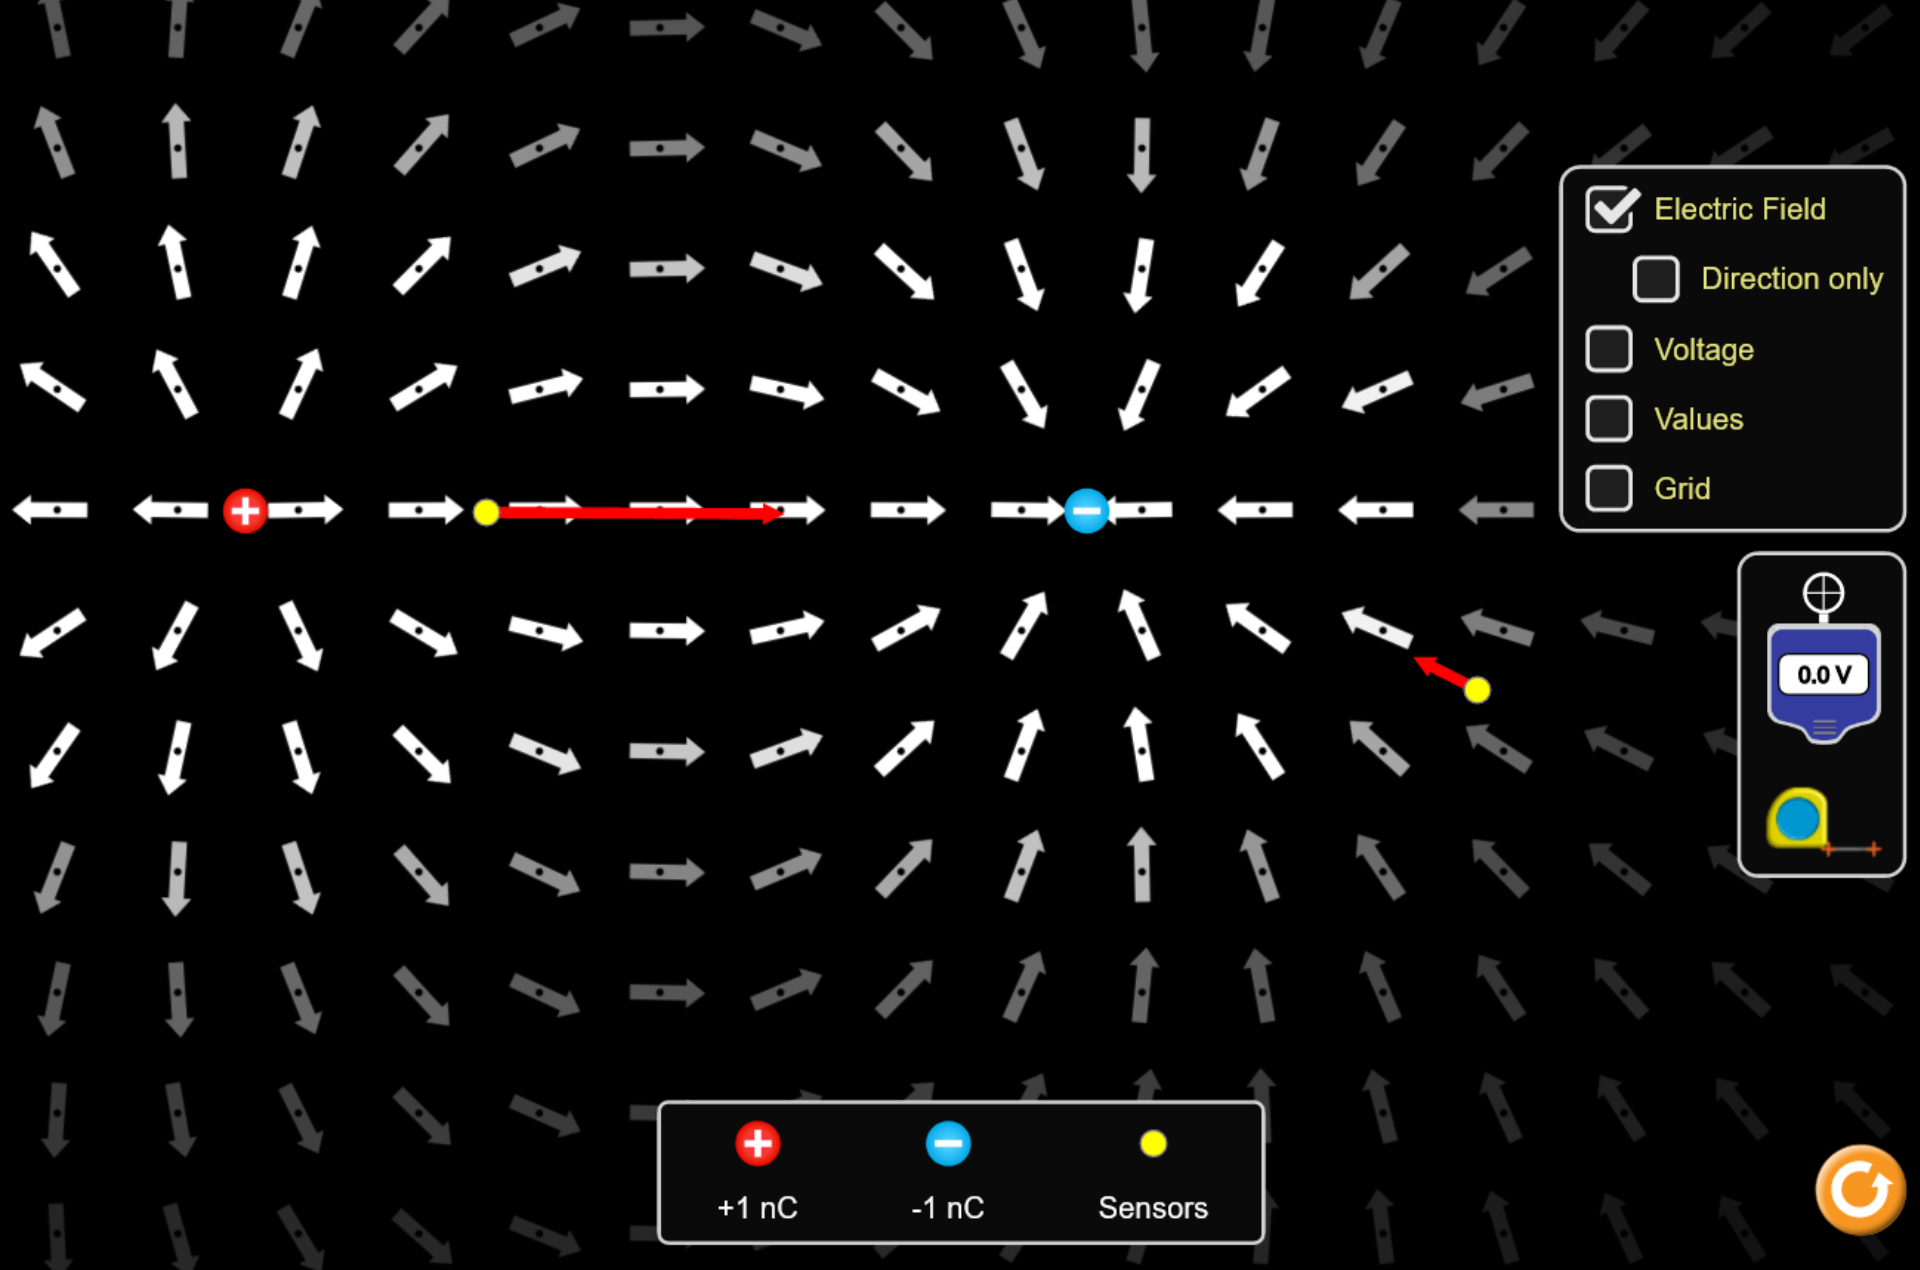 Electric Field
Direction only
Voltage
Values
Grid
0.0 V
+1 nC
-1 nC
Sensors